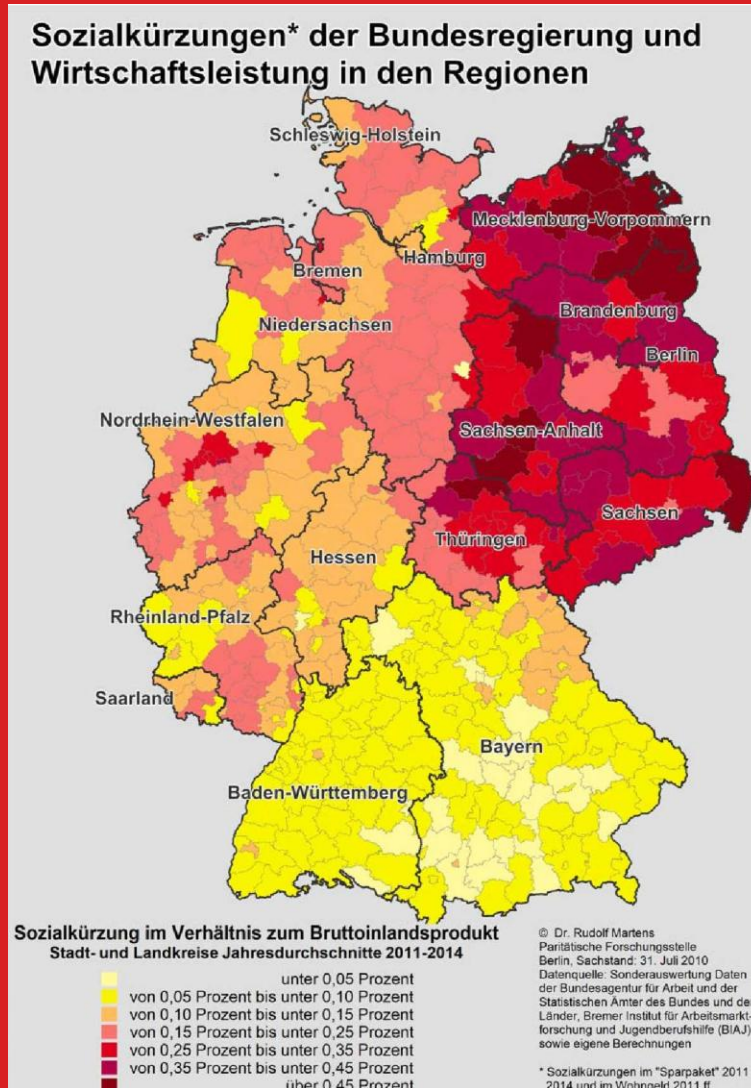 Sozialkürzungen* der Bundesregierung und
Wirtschaftsleistung in den Regionen
Schleswig-Holstein
Mecklenburg-Vorpommern
Hamburg
Bremen
Brandenburg
Niedersachsen
Berlin
Nordrhein-Westfalen
Sachsen-Anhalt
Sachsen
Thüringen
Hessen
Rheinland-Pfalz
Saarland
Bayern
Baden-Württemberg
Sozialkürzung im Verhältnis zum Bruttoinlandsprodukt
Stadt- und Landkreise Jahresdurchschnitte 2011-2014
unter 0,05 Prozent
von 0,05 Prozent bis unter 0,10 Prozent
von 0,10 Prozent bis unter 0,15 Prozent
von 0,15 Prozent bis unter 0,25 Prozent
von 0,25 Prozent bis unter 0,35 Prozent
von 0,35 Prozent bis unter 0,45 Prozent
über 0,45 Prozent
© Dr. Rudolf Martens
Paritätische Forschungsstelle
Berlin, Sachstand: 31. Juli 2010
Datenquelle: Sonderauswertung Daten
der Bundesagentur für Arbeit und der
Statistischen Ämter des Bundes und der
Länder, Bremer Institut für Arbeitsmarkt-
forschung und Jugendberufshilfe (BIAJ)
sowie eigene Berechnungen
* Sozialkürzungen im "Sparpaket" 2011
2014 und im Wohngeld 2011 ff.